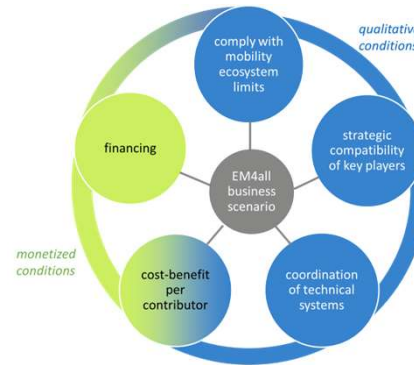 comply with
mobility
ecosystem
limits
qualitative
conditions
financing
strategic
compatibility
of key players
EM4all
business
scenario
monetized
conditions
cost-benefit
per
contributor
coordination
of technical
systems